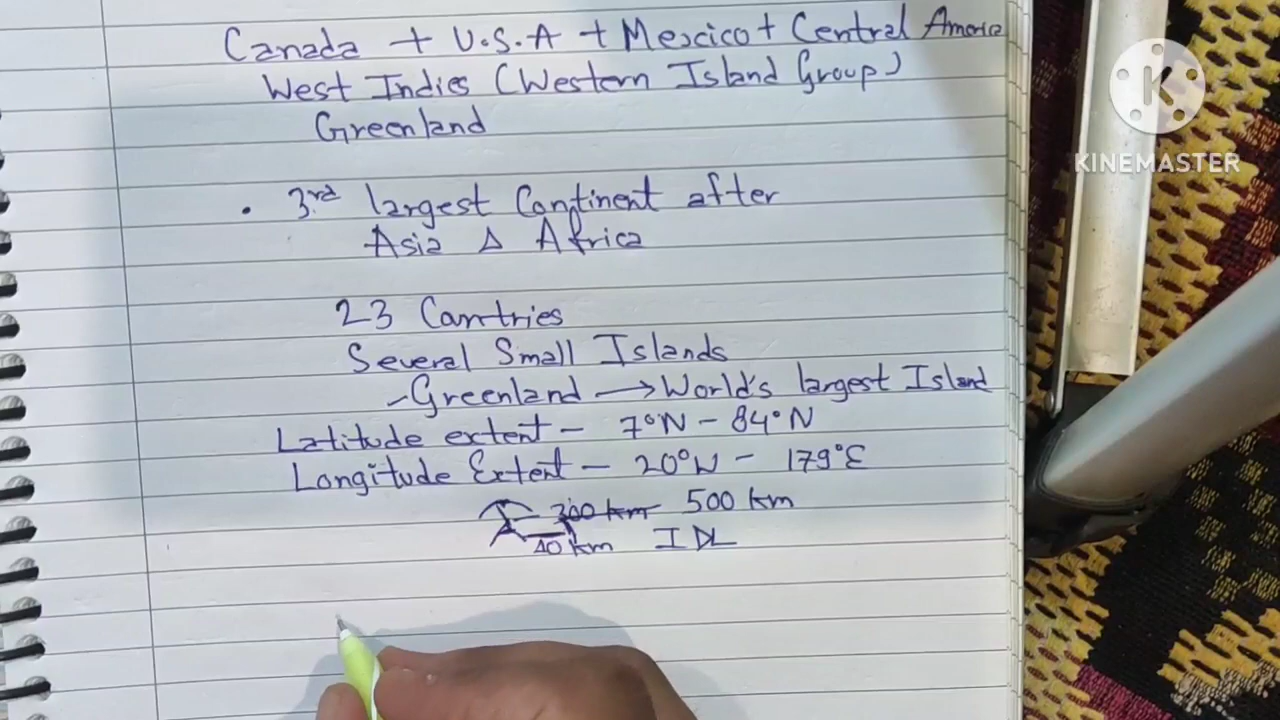 Canada + U.S.A + Mexico + Central America
West Indies (Western Island Group)
Greenland
• 3rd largest Continent after
Asia & Africa
23 Countries
Several Small Islands
- Greenland → World's largest Island
Latitude extent - 7°N - 84°N
Longitude Extent - 20°W - 179°E
300 km 500 km
40 km IDL
K
KINEMASTER